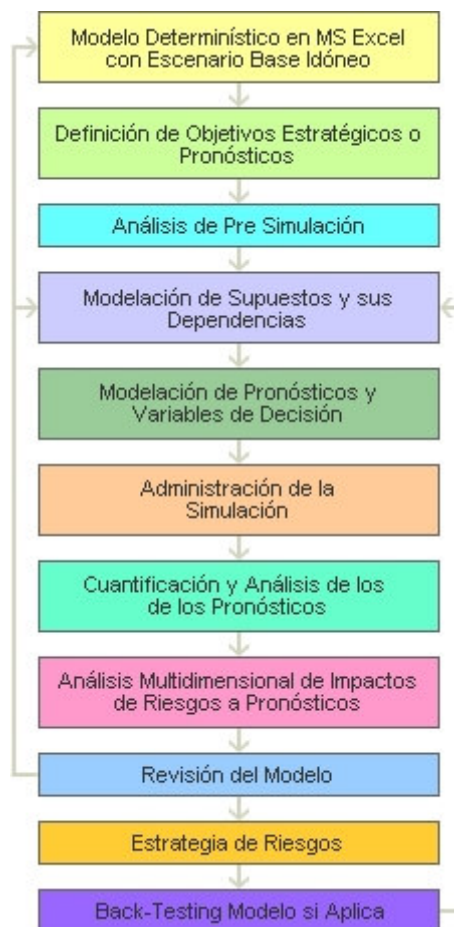 Modelo Determinístico en MS Excel
con Escenario Base Idóneo
Definición de Objetivos Estratégicos o
Pronósticos
Análisis de Pre Simulación
Modelación de Supuestos y sus
Dependencias
Modelación de Pronósticos y
Variables de Decisión
Administración de la
Simulación
Cuantificación y Análisis de los
de los Pronósticos
Análisis Multidimensional de Impactos
de Riesgos a Pronósticos
Revisión del Modelo
Estrategia de Riesgos
Back-Testing Modelo si Aplica